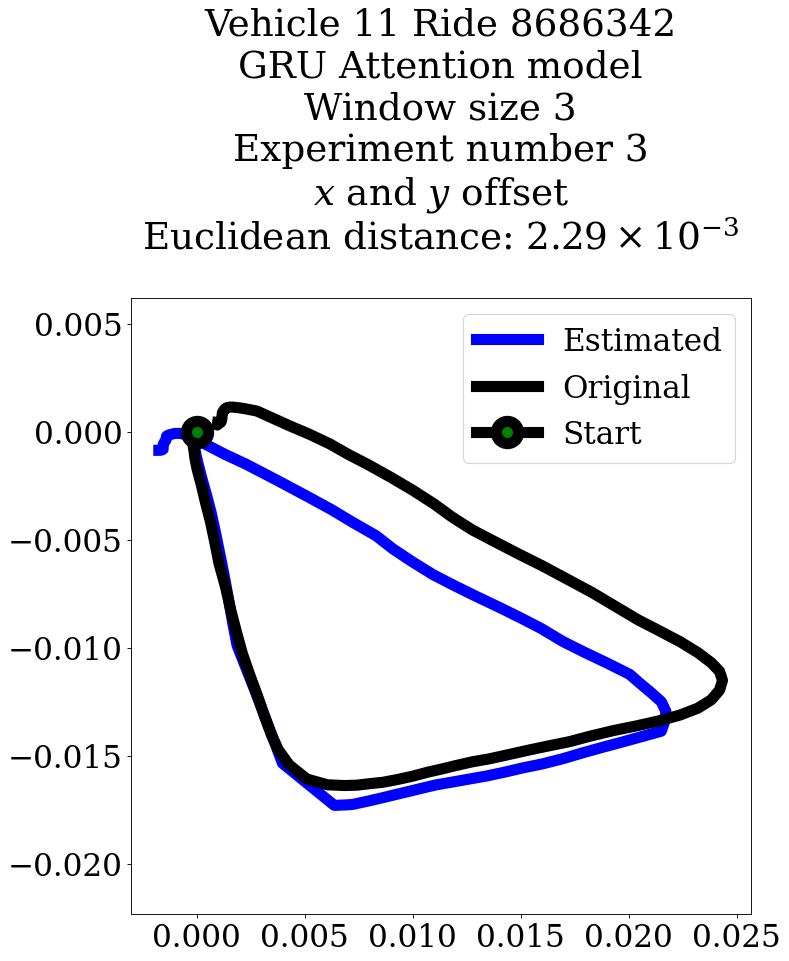 Vehicle 11 Ride 8686342
GRU Attention model
Window size 3
Experiment number 3
x and y offset
Euclidean distance: 2.29 × 10⁻³
Estimated
Original
Start
0.005
0.000
−0.005
−0.010
−0.015
−0.020
0.000 0.005 0.010 0.015 0.020 0.025